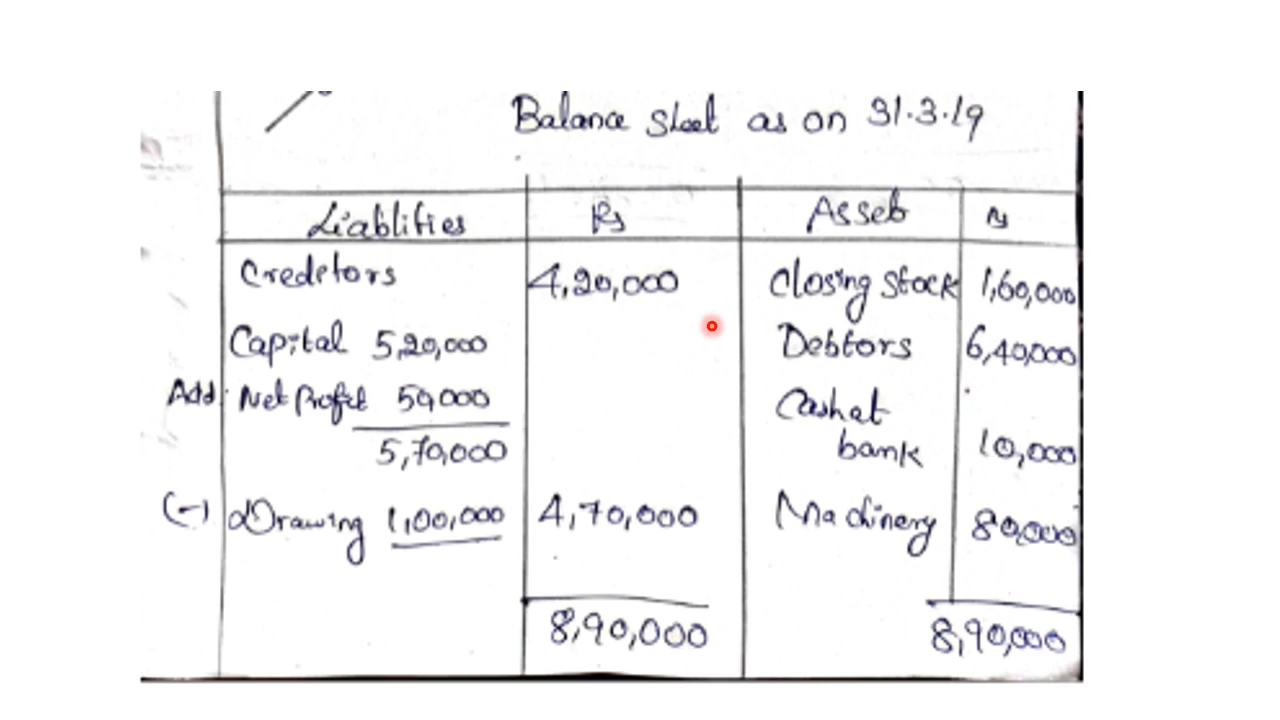 Balance Sheet as on 31.3.19
Liablities Rs Assets Rs
Credetors 4,20,000 Closing stock 1,60,000
Capital 5,20,000 Debtors 6,40,000
Add: Net Profit 50,000 Cash at
5,70,000 bank 10,000
(-) Drawing 1,00,000 4,70,000 Machinery 80,000
8,90,000 8,90,000